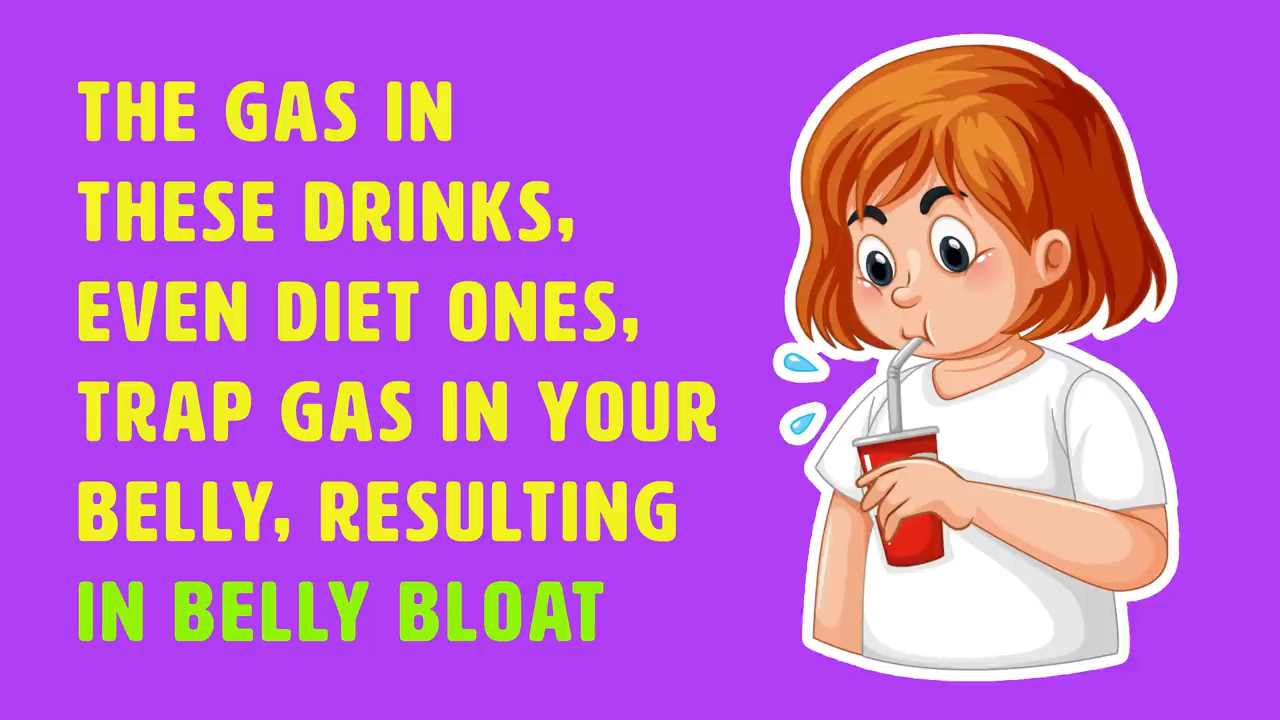 THE GAS IN
THESE DRINKS,
EVEN DIET ONES,
TRAP GAS IN YOUR
BELLY, RESULTING
IN BELLY BLOAT